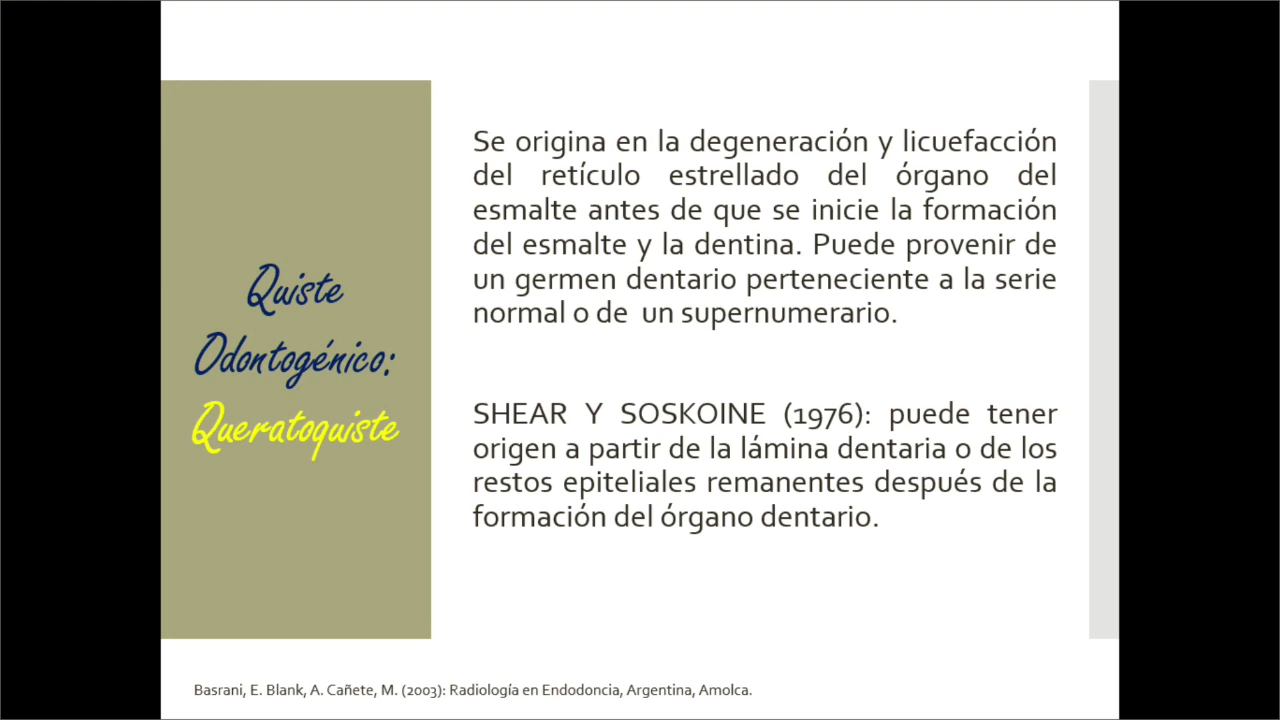 Quiste
Odontogénico:
Queratoquiste
Se origina en la degeneración y licuefacción
del retículo estrellado del órgano del
esmalte antes de que se inicie la formación
del esmalte y la dentina. Puede provenir de
un germen dentario perteneciente a la serie
normal o de un supernumerario.
SHEAR Y SOSKOINE (1976): puede tener
origen a partir de la lámina dentaria o de los
restos epiteliales remanentes después de la
formación del órgano dentario.
Basrani, E. Blank, A. Cañete, M. (2003): Radiología en Endodoncia, Argentina, Amolca.